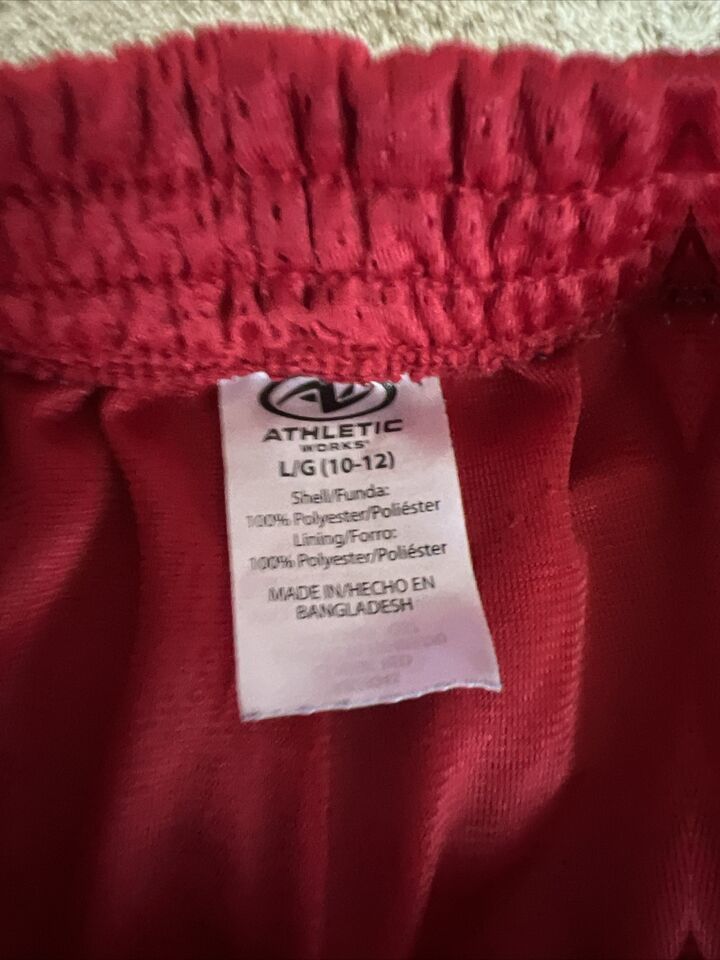 ATHLETIC
WORKS
L/G (10-12)
Shell/Funda:
100% Polyester/Poliéster
Lining/Forro:
100% Polyester/Poliéster
MADE IN/HECHO EN
BANGLADESH